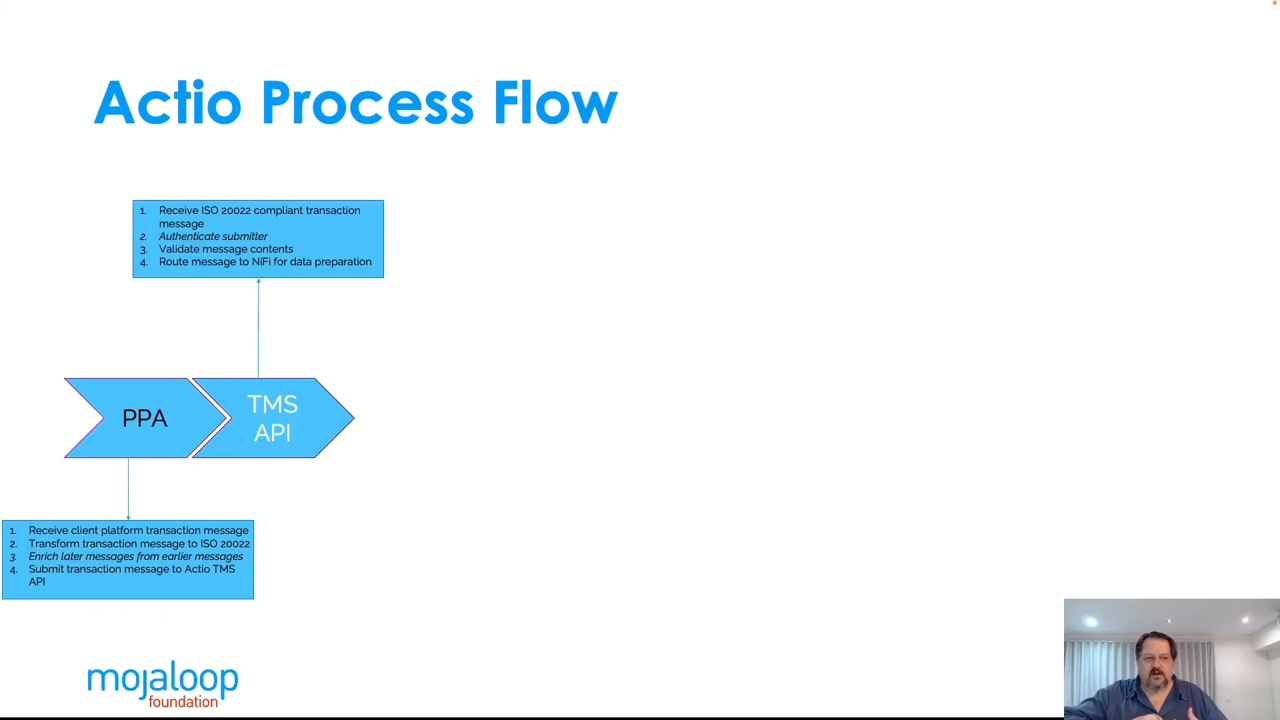 Actio Process Flow
1. Receive ISO 20022 compliant transaction
message
2. Authenticate submitter
3. Validate message contents
4. Route message to NiFi for data preparation
PPA
TMS
API
1. Receive client platform transaction message
2. Transform transaction message to ISO 20022
3. Enrich later messages from earlier messages
4. Submit transaction message to Actio TMS
API
mojaloop
foundation